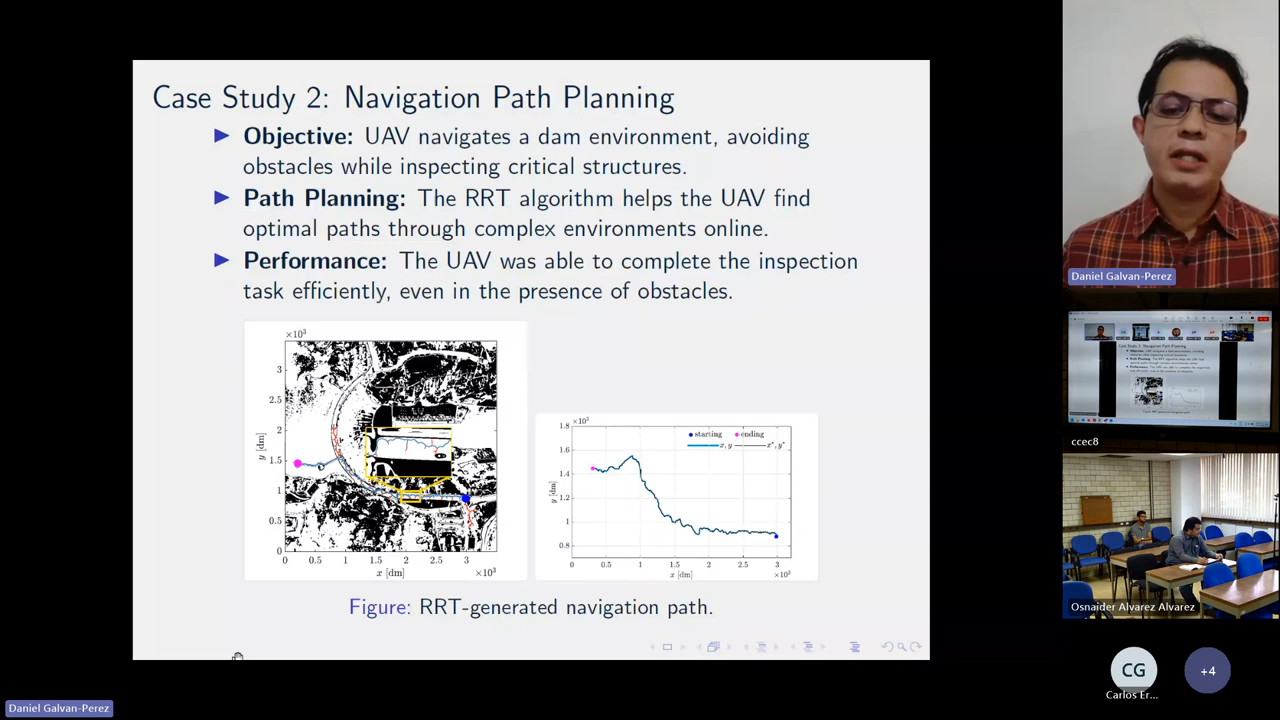 Case Study 2: Navigation Path Planning
Objective: UAV navigates a dam environment, avoiding
obstacles while inspecting critical structures.
Path Planning: The RRT algorithm helps the UAV find
optimal paths through complex environments online.
Performance: The UAV was able to complete the inspection
task efficiently, even in the presence of obstacles.
×10³
3
2.5
2
1.5
1
0.5
0
y [dm]
0 0.5 1 1.5 2 2.5 3
x [dm] ×10³
×10³
1.8
1.6
1.4
1.2
1
0.8
y [dm]
starting ending
x, y x*, y*
0 0.5 1 1.5 2 2.5 3
x [dm] ×10³
Figure: RRT-generated navigation path.
Daniel Galvan-Perez
Daniel Galvan-Perez
Case Study 2: Navigation Path Planning
ccec8
Osnaider Alvarez Alvarez
CG
+4
Carlos Er...